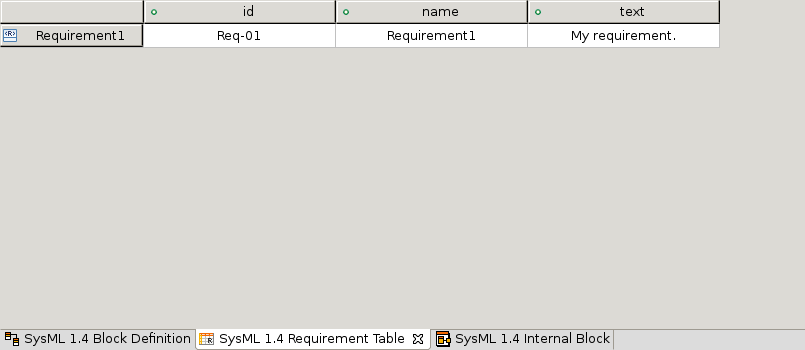 id name text
<R> Requirement1 Req-01 Requirement1 My requirement.
SysML 1.4 Block Definition SysML 1.4 Requirement Table SysML 1.4 Internal Block